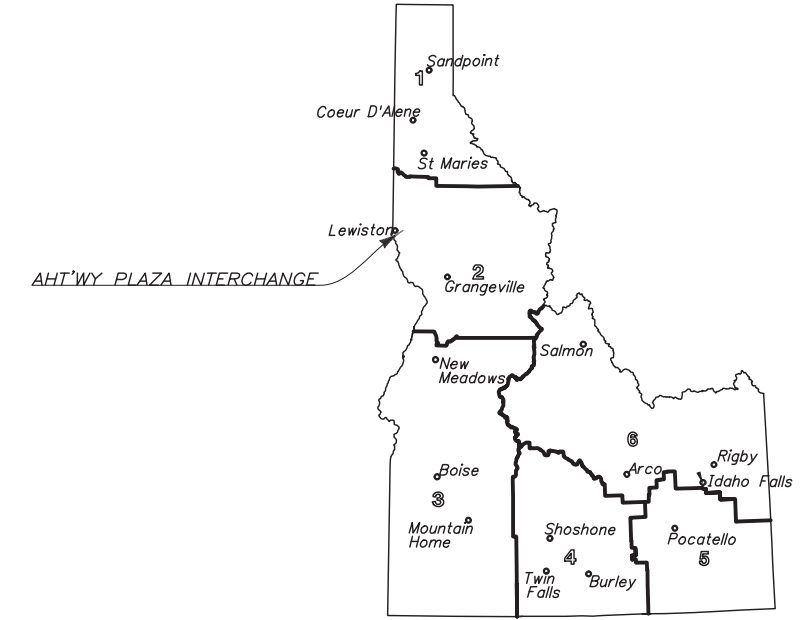 Sandpoint
1
Coeur D'Alene
St Maries
Lewiston
AHT'WY PLAZA INTERCHANGE
2
Grangeville
Salmon
New
Meadows
6
Rigby
Arco
Idaho Falls
Boise
3
Mountain
Home
Shoshone
Pocatello
4
5
Twin
Falls
Burley